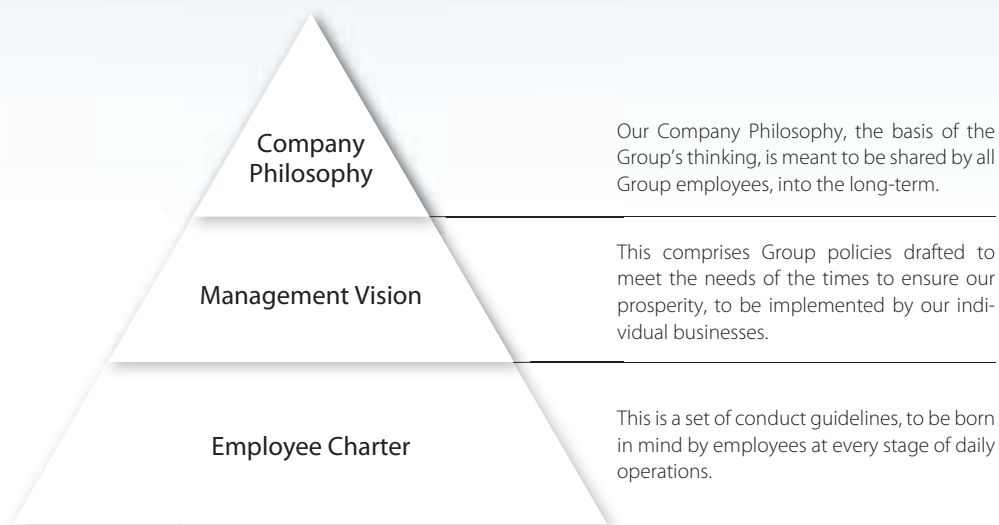 Company
Philosophy
Our Company Philosophy, the basis of the
Group's thinking, is meant to be shared by all
Group employees, into the long-term.
Management Vision
This comprises Group policies drafted to
meet the needs of the times to ensure our
prosperity, to be implemented by our indi-
vidual businesses.
Employee Charter
This is a set of conduct guidelines, to be born
in mind by employees at every stage of daily
operations.